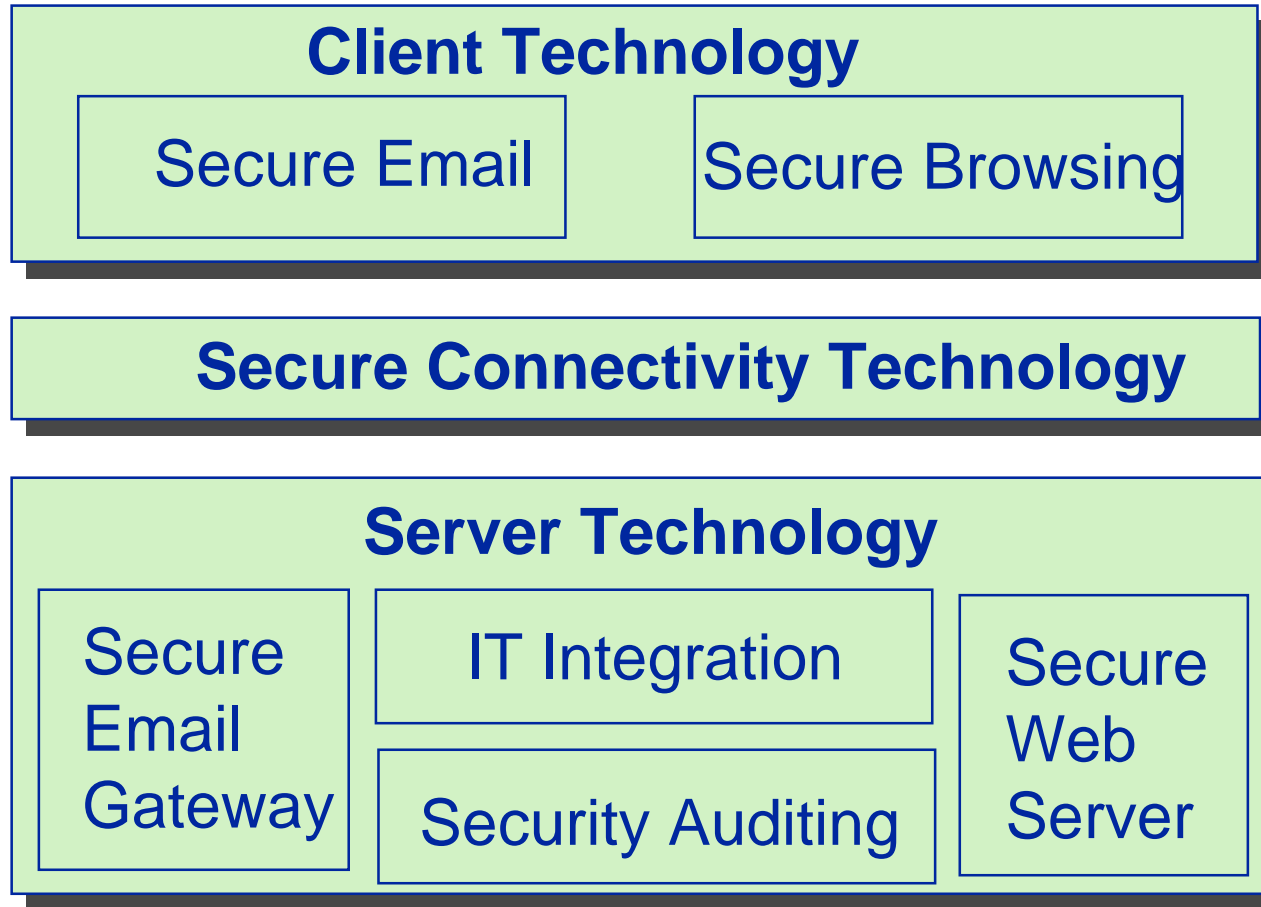 Client Technology
Secure Email
Secure Browsing
Secure Connectivity Technology
Server Technology
Secure
Email
Gateway
IT Integration
Security Auditing
Secure
Web
Server